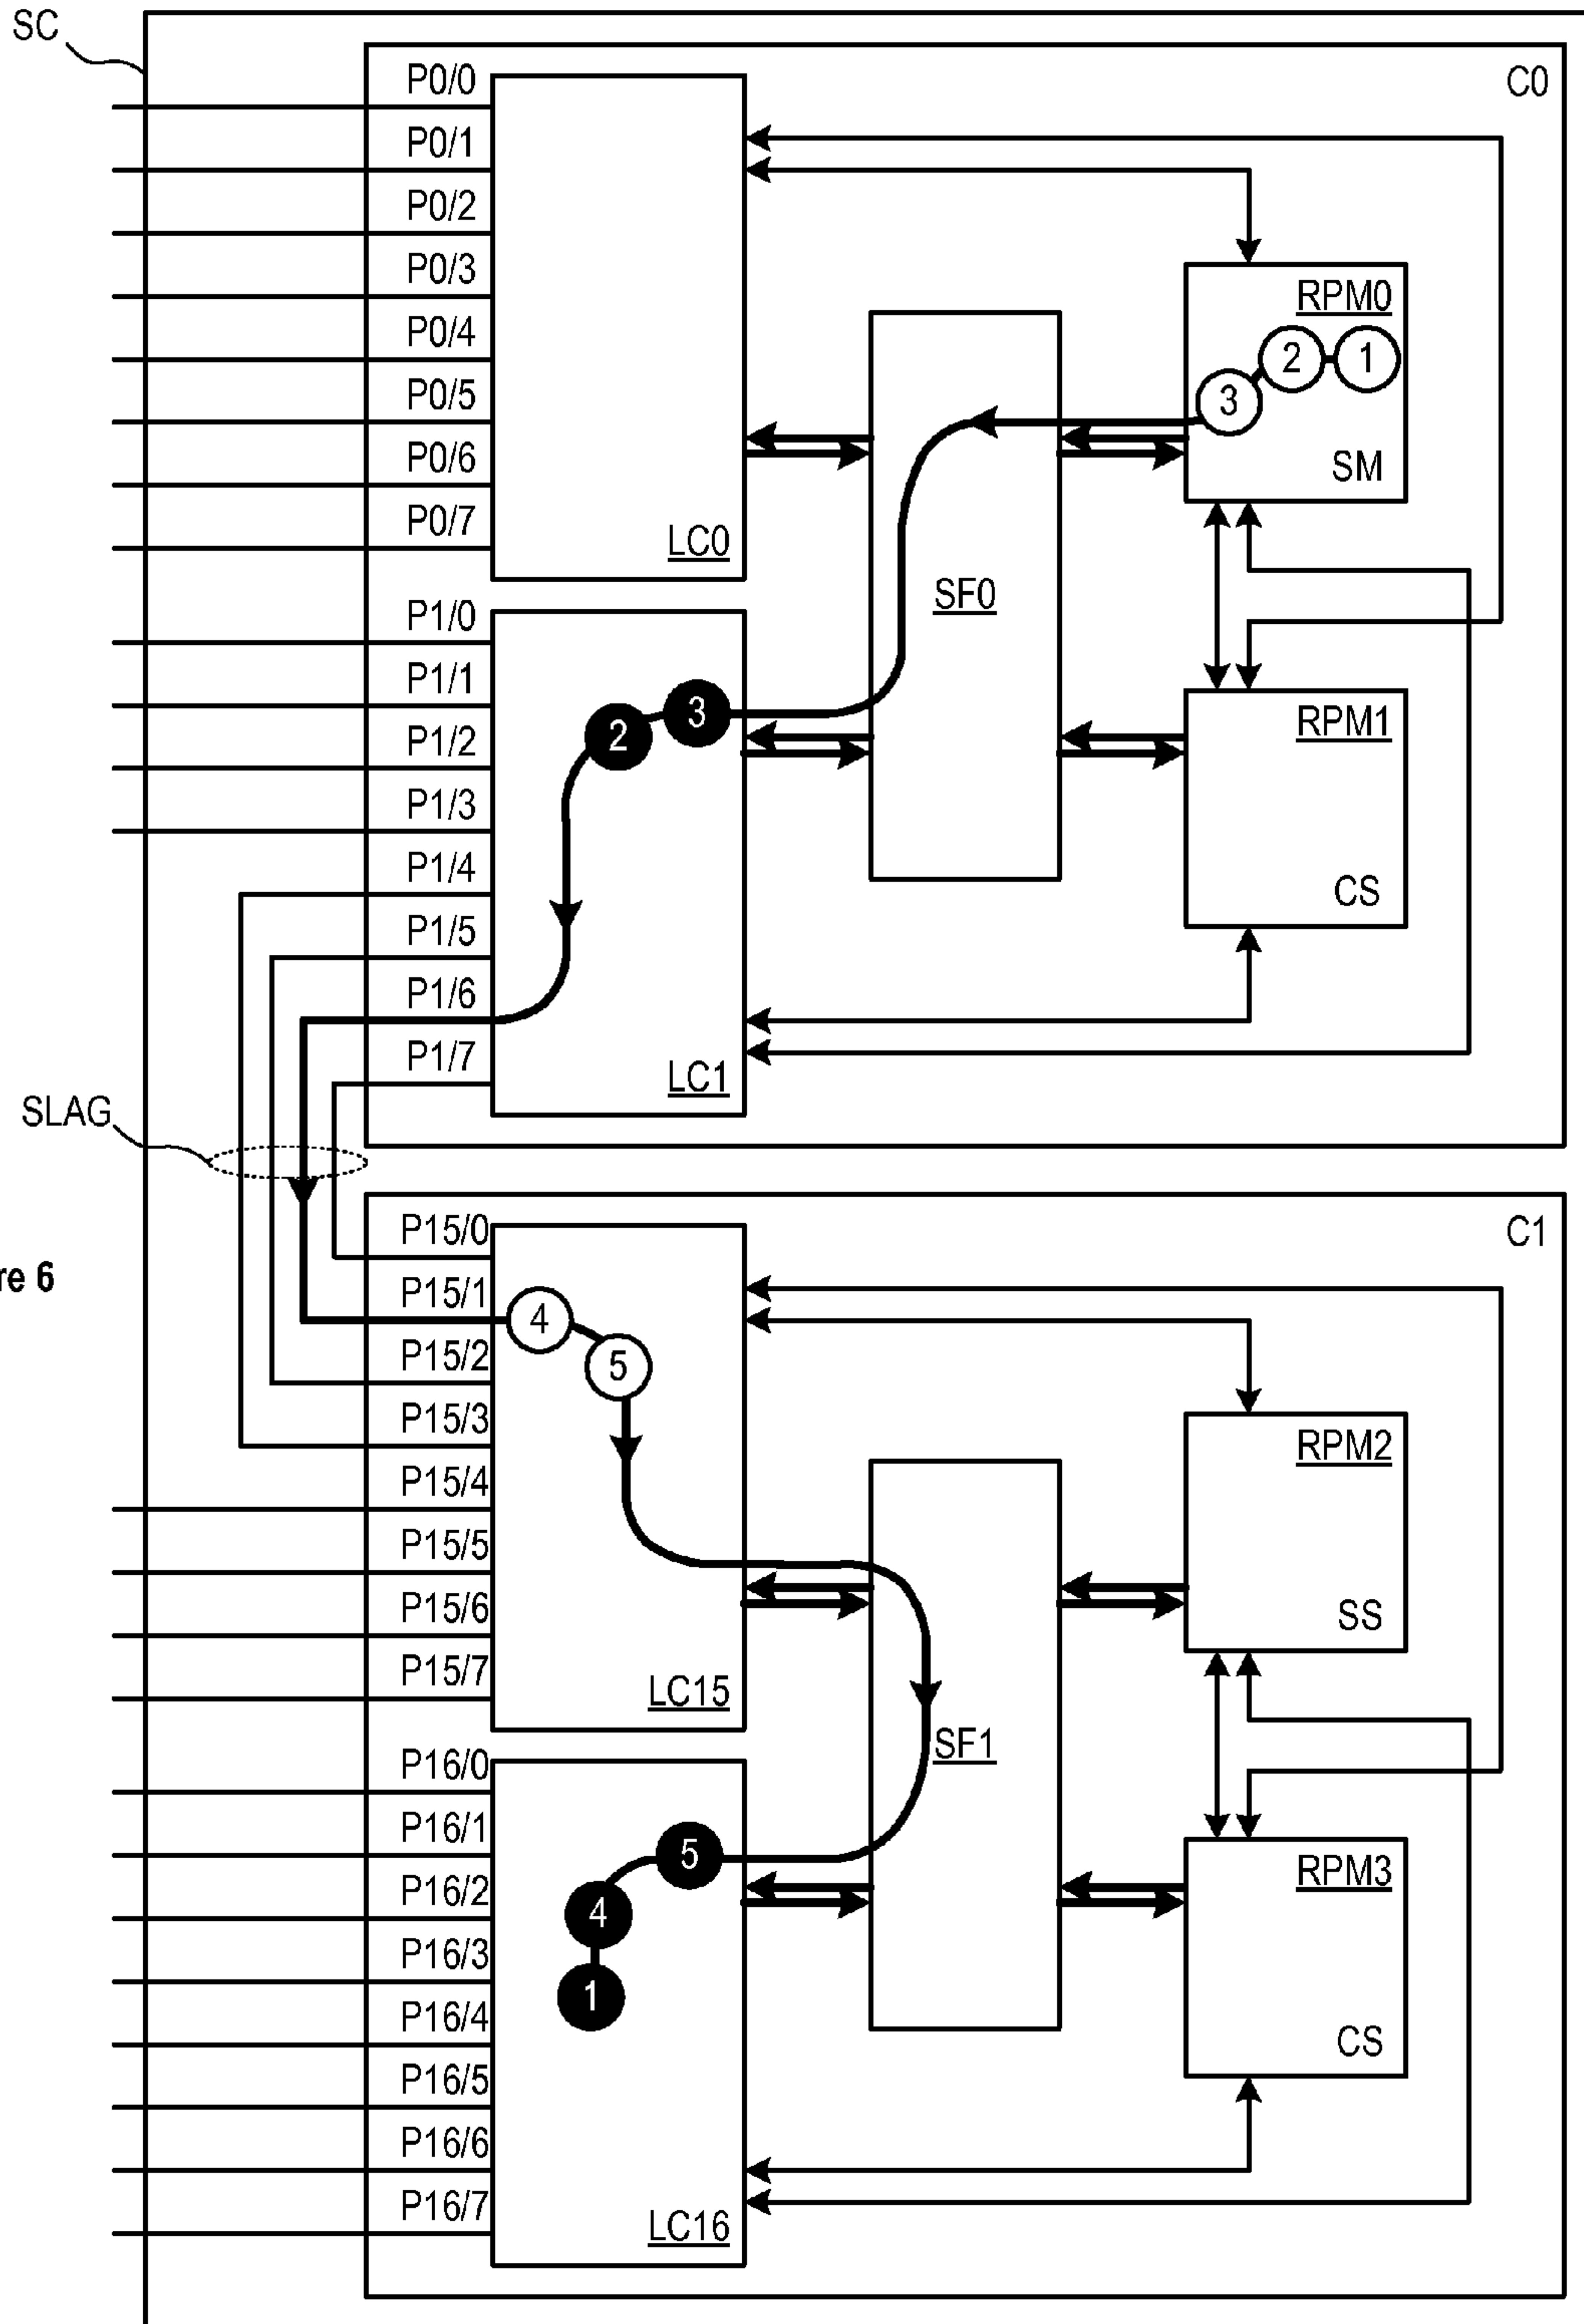 SC
C0
P0/0
P0/1
P0/2
P0/3
P0/4
P0/5
P0/6
P0/7
LC0
RPM0
2 1
3
SM
SF0
P1/0
P1/1
P1/2
P1/3
P1/4
P1/5
P1/6
P1/7
2 3
LC1
RPM1
CS
SLAG
re 6
C1
P15/0
P15/1
P15/2
P15/3
P15/4
P15/5
P15/6
P15/7
4
5
LC15
RPM2
SS
SF1
P16/0
P16/1
P16/2
P16/3
P16/4
P16/5
P16/6
P16/7
5
4
1
LC16
RPM3
CS